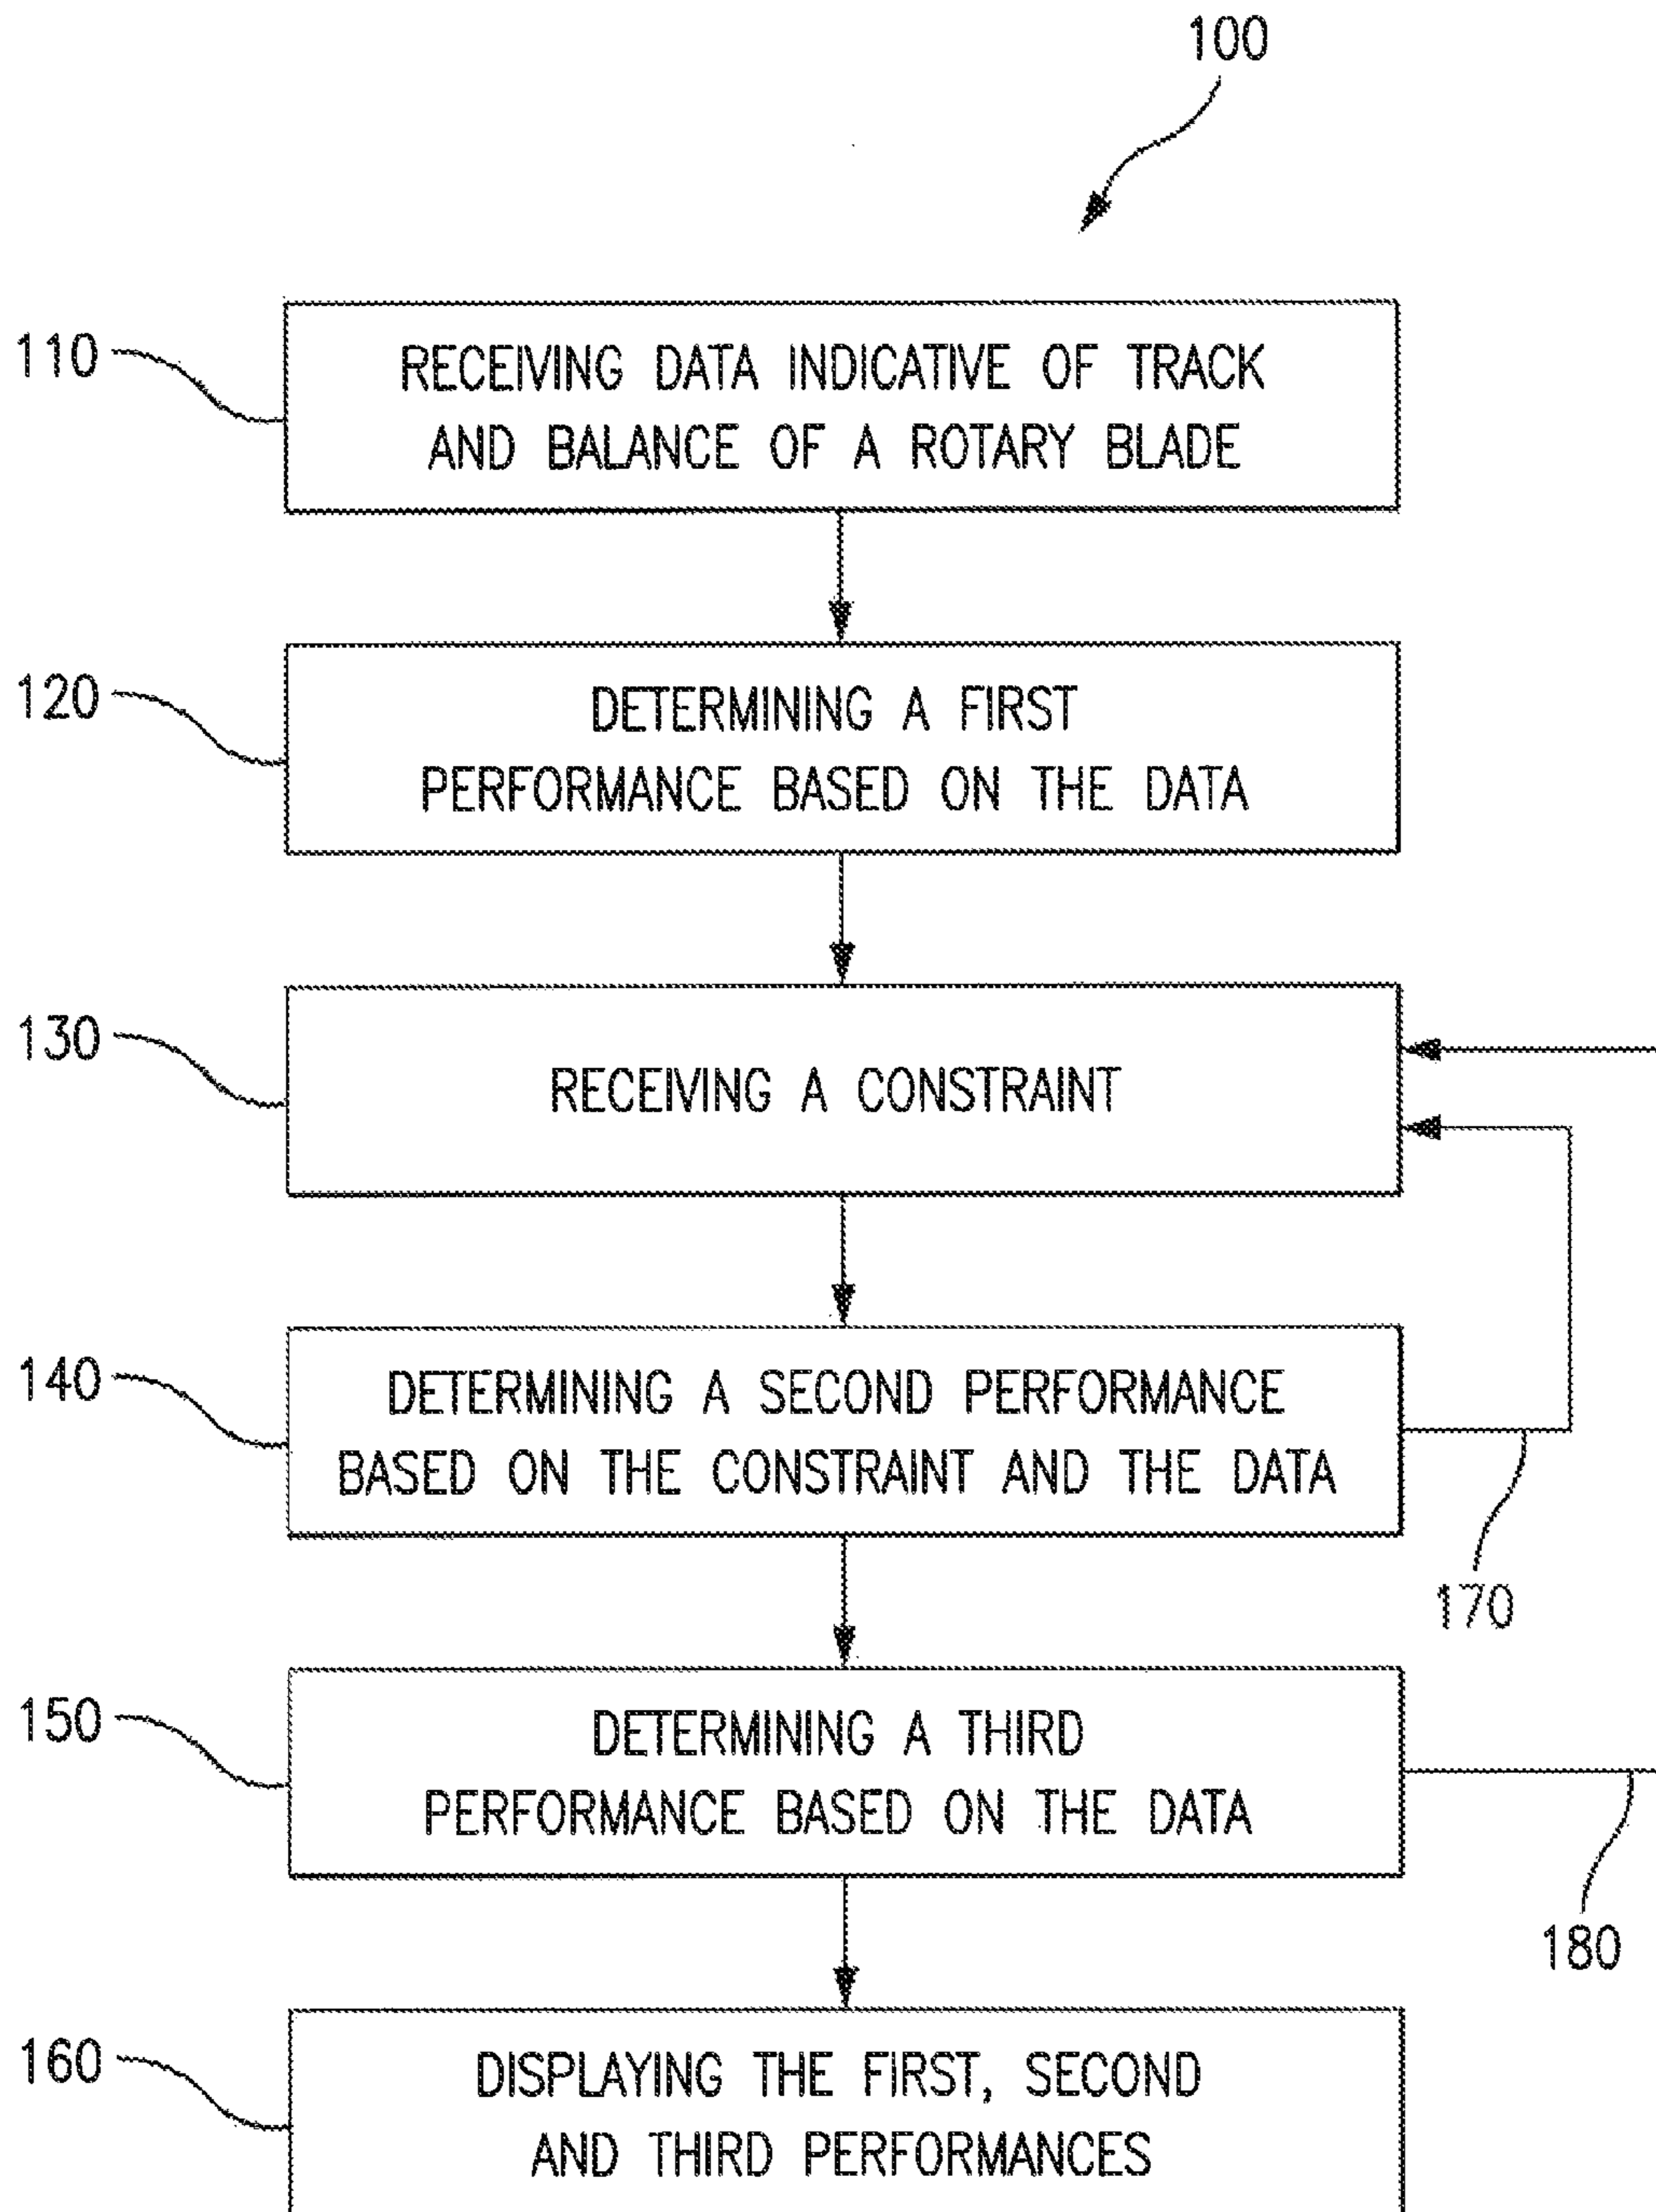 100
110
RECEIVING DATA INDICATIVE OF TRACK
AND BALANCE OF A ROTARY BLADE
120
DETERMINING A FIRST
PERFORMANCE BASED ON THE DATA
130
RECEIVING A CONSTRAINT
140
DETERMINING A SECOND PERFORMANCE
BASED ON THE CONSTRAINT AND THE DATA
170
150
DETERMINING A THIRD
PERFORMANCE BASED ON THE DATA
180
160
DISPLAYING THE FIRST, SECOND
AND THIRD PERFORMANCES